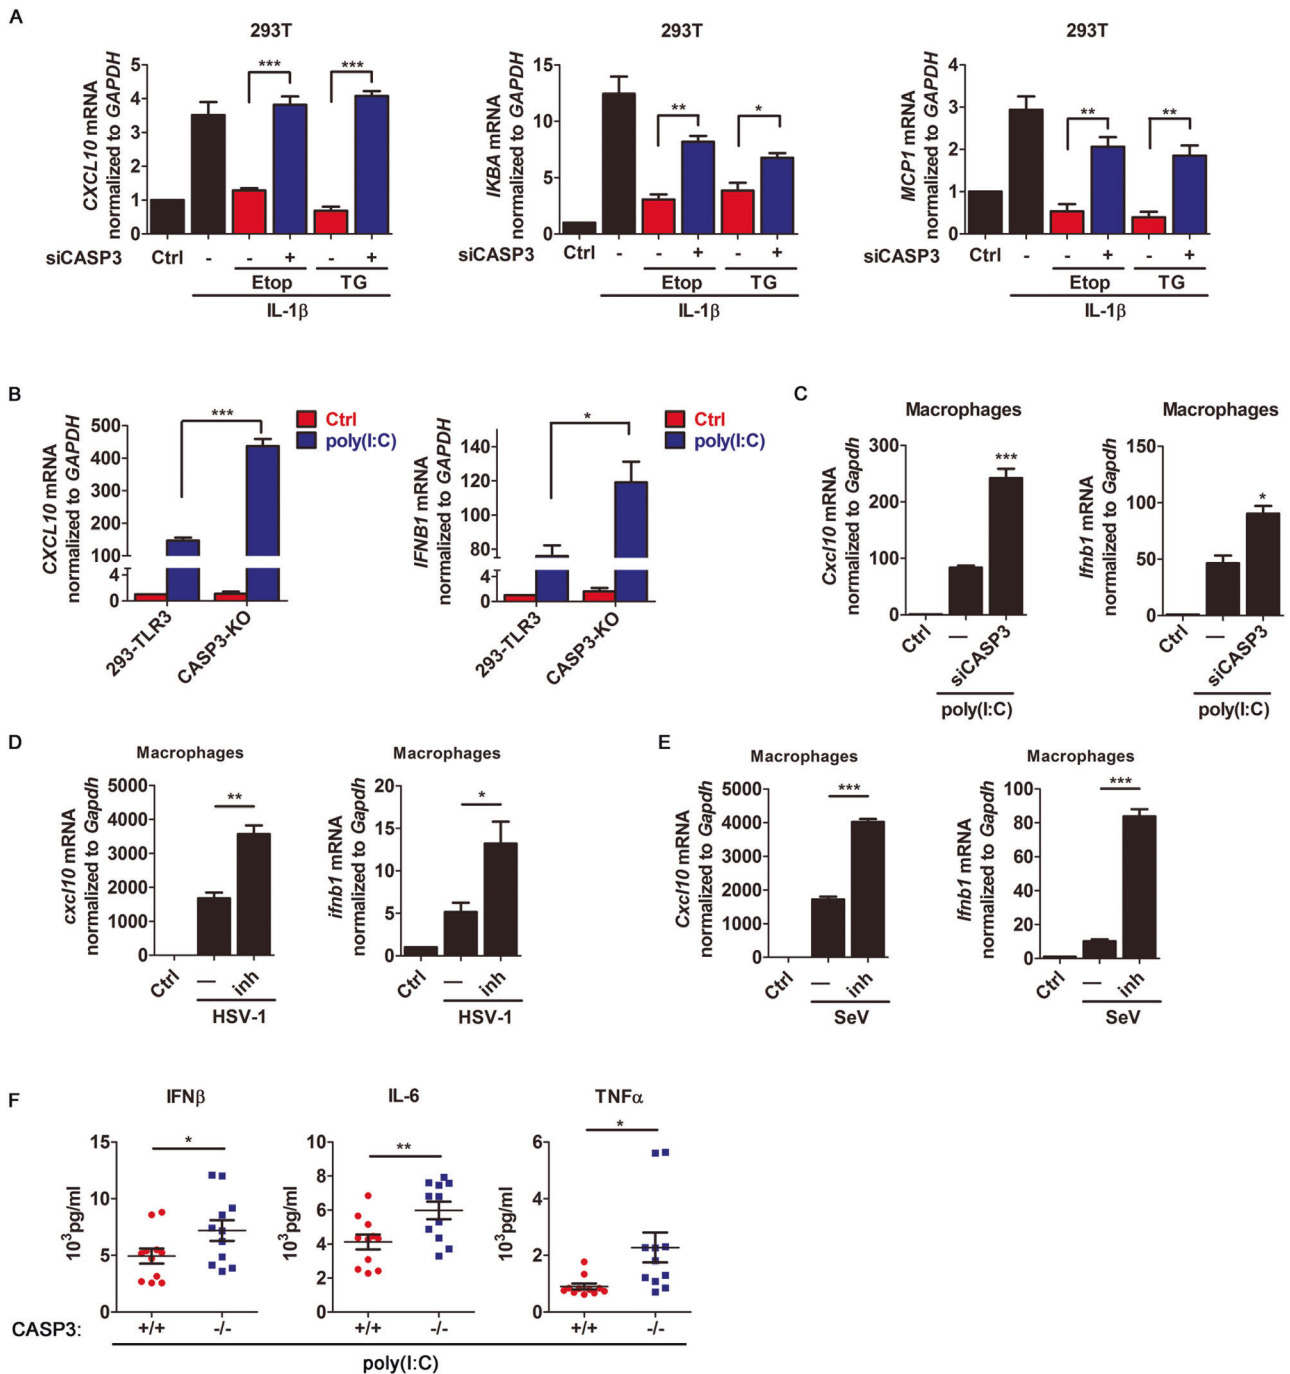 A
293T
CXCL10 mRNA
normalized to GAPDH
5
4
3
2
1
0
***
***
siCASP3
Ctrl
-
-
+
-
+
Etop
TG
IL-1β
293T
IKBA mRNA
normalized to GAPDH
15
10
5
0
**
*
siCASP3
Ctrl
-
-
+
-
+
Etop
TG
IL-1β
293T
MCP1 mRNA
normalized to GAPDH
4
3
2
1
0
**
**
siCASP3
Ctrl
-
-
+
-
+
Etop
TG
IL-1β
B
CXCL10 mRNA
normalized to GAPDH
500
400
300
200
100
4
0
***
Ctrl
poly(I:C)
293-TLR3
CASP3-KO
IFNB1 mRNA
normalized to GAPDH
140
120
100
80
4
0
*
Ctrl
poly(I:C)
293-TLR3
CASP3-KO
C
Macrophages
Cxcl10 mRNA
normalized to Gapdh
300
200
100
0
***
Ctrl
—
siCASP3
poly(I:C)
Macrophages
Ifnb1 mRNA
normalized to Gapdh
150
100
50
0
*
Ctrl
—
siCASP3
poly(I:C)
D
Macrophages
cxcl10 mRNA
normalized to Gapdh
5000
4000
3000
2000
1000
0
**
Ctrl
—
inh
HSV-1
Macrophages
ifnb1 mRNA
normalized to Gapdh
20
15
10
5
0
*
Ctrl
—
inh
HSV-1
E
Macrophages
Cxcl10 mRNA
normalized to Gapdh
5000
4000
3000
2000
1000
0
***
Ctrl
—
inh
SeV
Macrophages
Ifnb1 mRNA
normalized to Gapdh
100
80
60
40
20
0
***
Ctrl
—
inh
SeV
F
IFNβ
10³pg/ml
15
10
5
0
*
IL-6
10³pg/ml
10
8
6
4
2
0
**
TNFα
10³pg/ml
6
4
2
0
*
CASP3:
+/+
-/-
+/+
-/-
+/+
-/-
poly(I:C)